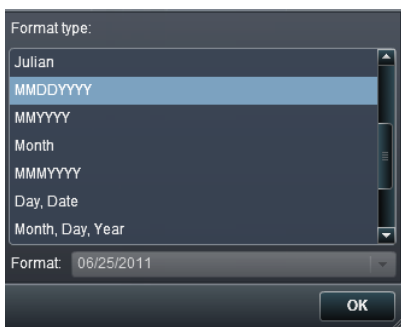 Format type:
Julian
MMDDYYYY
MMYYYY
Month
MMMYYYY
Day, Date
Month, Day, Year
Format: 06/25/2011
OK